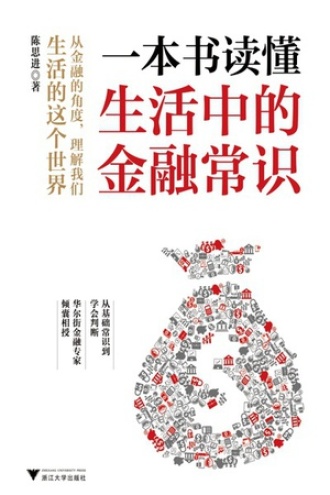 一本书读懂
生活中的
金融常识
从金融的角度，理解我们
生活的这个世界
陈思进◎著
从基础常识到
学会判断
华尔街金融专家
倾囊相授
ZHEJIANG UNIVERSITY PRESS
浙江大学出版社